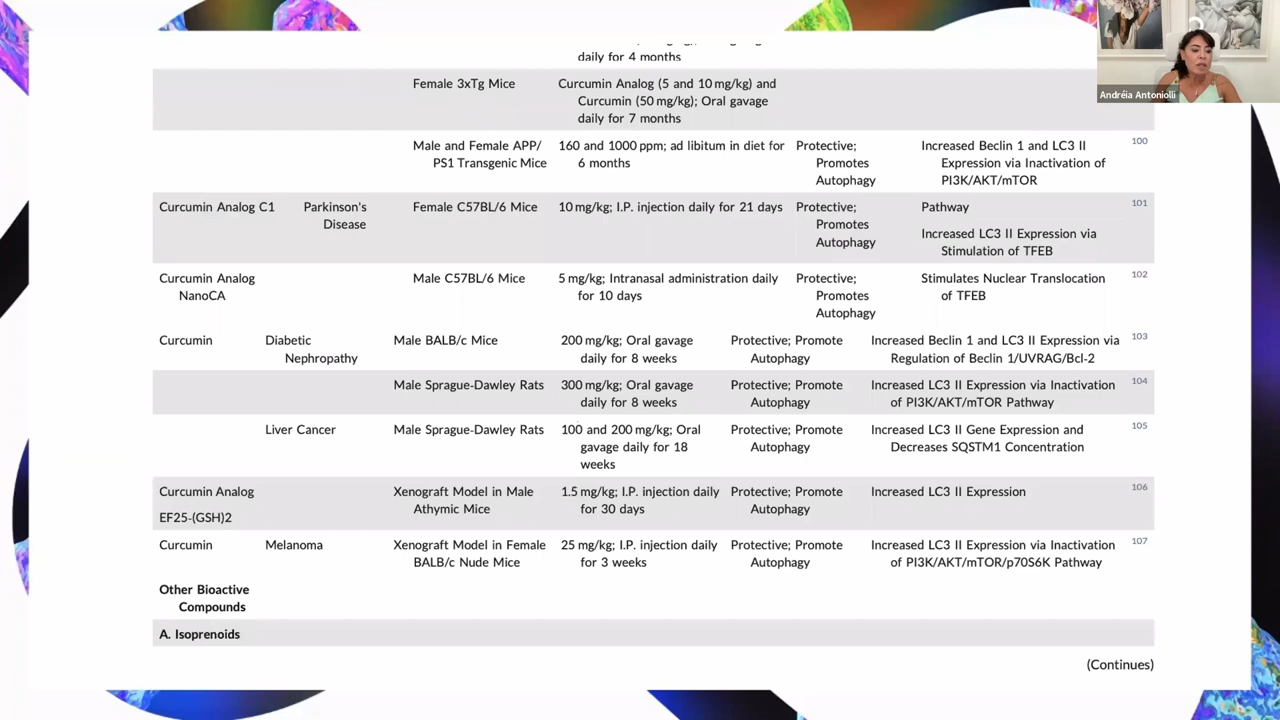 daily for 4 months
Female 3xTg Mice
Curcumin Analog (5 and 10 mg/kg) and
Curcumin (50 mg/kg); Oral gavage
daily for 7 months
Male and Female APP/
PS1 Transgenic Mice
160 and 1000 ppm; ad libitum in diet for
6 months
Protective;
Promotes
Autophagy
Increased Beclin 1 and LC3 II
Expression via Inactivation of
PI3K/AKT/mTOR
100
Curcumin Analog C1
Parkinson's
Disease
Female C57BL/6 Mice
10 mg/kg; I.P. injection daily for 21 days
Protective;
Promotes
Autophagy
Pathway
Increased LC3 II Expression via
Stimulation of TFEB
101
Curcumin Analog
NanoCA
Male C57BL/6 Mice
5 mg/kg; Intranasal administration daily
for 10 days
Protective;
Promotes
Autophagy
Stimulates Nuclear Translocation
of TFEB
102
Curcumin
Diabetic
Nephropathy
Male BALB/c Mice
200 mg/kg; Oral gavage
daily for 8 weeks
Protective; Promote
Autophagy
Increased Beclin 1 and LC3 II Expression via
Regulation of Beclin 1/UVRAG/Bcl-2
103
Male Sprague-Dawley Rats
300 mg/kg; Oral gavage
daily for 8 weeks
Protective; Promote
Autophagy
Increased LC3 II Expression via Inactivation
of PI3K/AKT/mTOR Pathway
104
Liver Cancer
Male Sprague-Dawley Rats
100 and 200 mg/kg; Oral
gavage daily for 18
weeks
Protective; Promote
Autophagy
Increased LC3 II Gene Expression and
Decreases SQSTM1 Concentration
105
Curcumin Analog
EF25-(GSH)2
Xenograft Model in Male
Athymic Mice
1.5 mg/kg; I.P. injection daily
for 30 days
Protective; Promote
Autophagy
Increased LC3 II Expression
106
Curcumin
Melanoma
Xenograft Model in Female
BALB/c Nude Mice
25 mg/kg; I.P. injection daily
for 3 weeks
Protective; Promote
Autophagy
Increased LC3 II Expression via Inactivation
of PI3K/AKT/mTOR/p70S6K Pathway
107
Other Bioactive
Compounds
A. Isoprenoids
(Continues)
Andréia Antoniolli